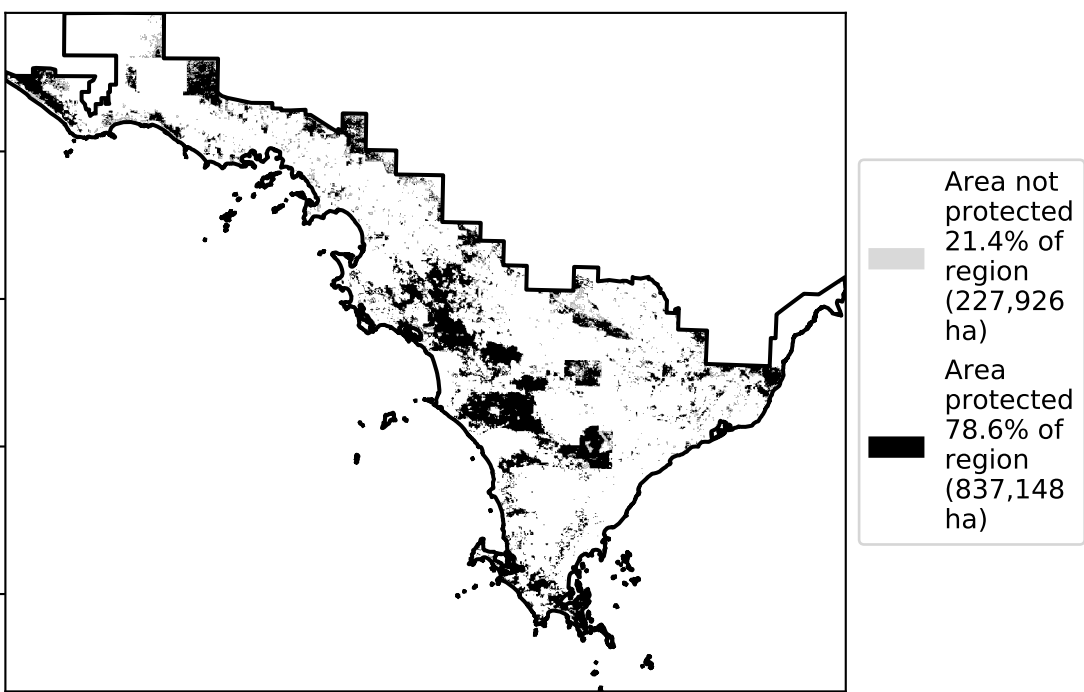 Area not
protected
21.4% of
region
(227,926
ha)
Area
protected
78.6% of
region
(837,148
ha)